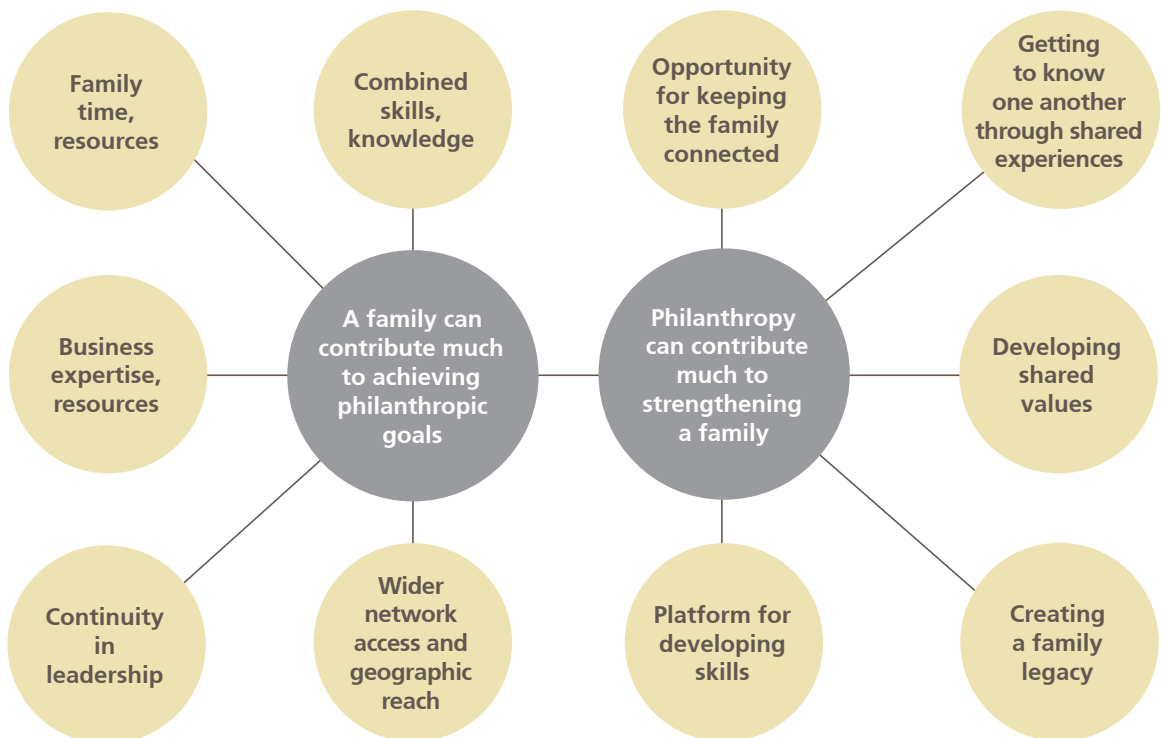 Family
time,
resources
Combined
skills,
knowledge
Opportunity
for keeping
the family
connected
Getting
to know
one another
through shared
experiences
Business
expertise,
resources
A family can
contribute much
to achieving
philanthropic
goals
Philanthropy
can contribute
much to
strengthening
a family
Developing
shared
values
Continuity
in
leadership
Wider
network
access and
geographic
reach
Platform for
developing
skills
Creating
a family
legacy